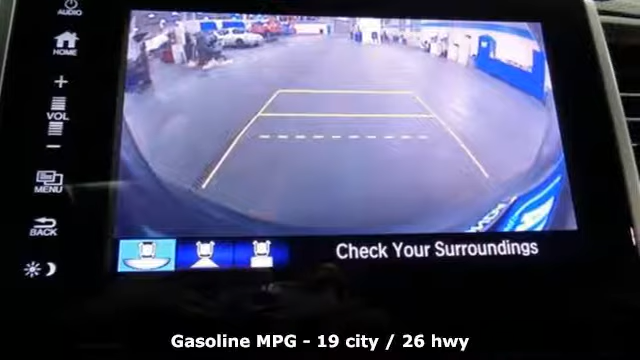 AUDIO
HOME
+
VOL
−
MENU
BACK
Check Your Surroundings
Gasoline MPG - 19 city / 26 hwy